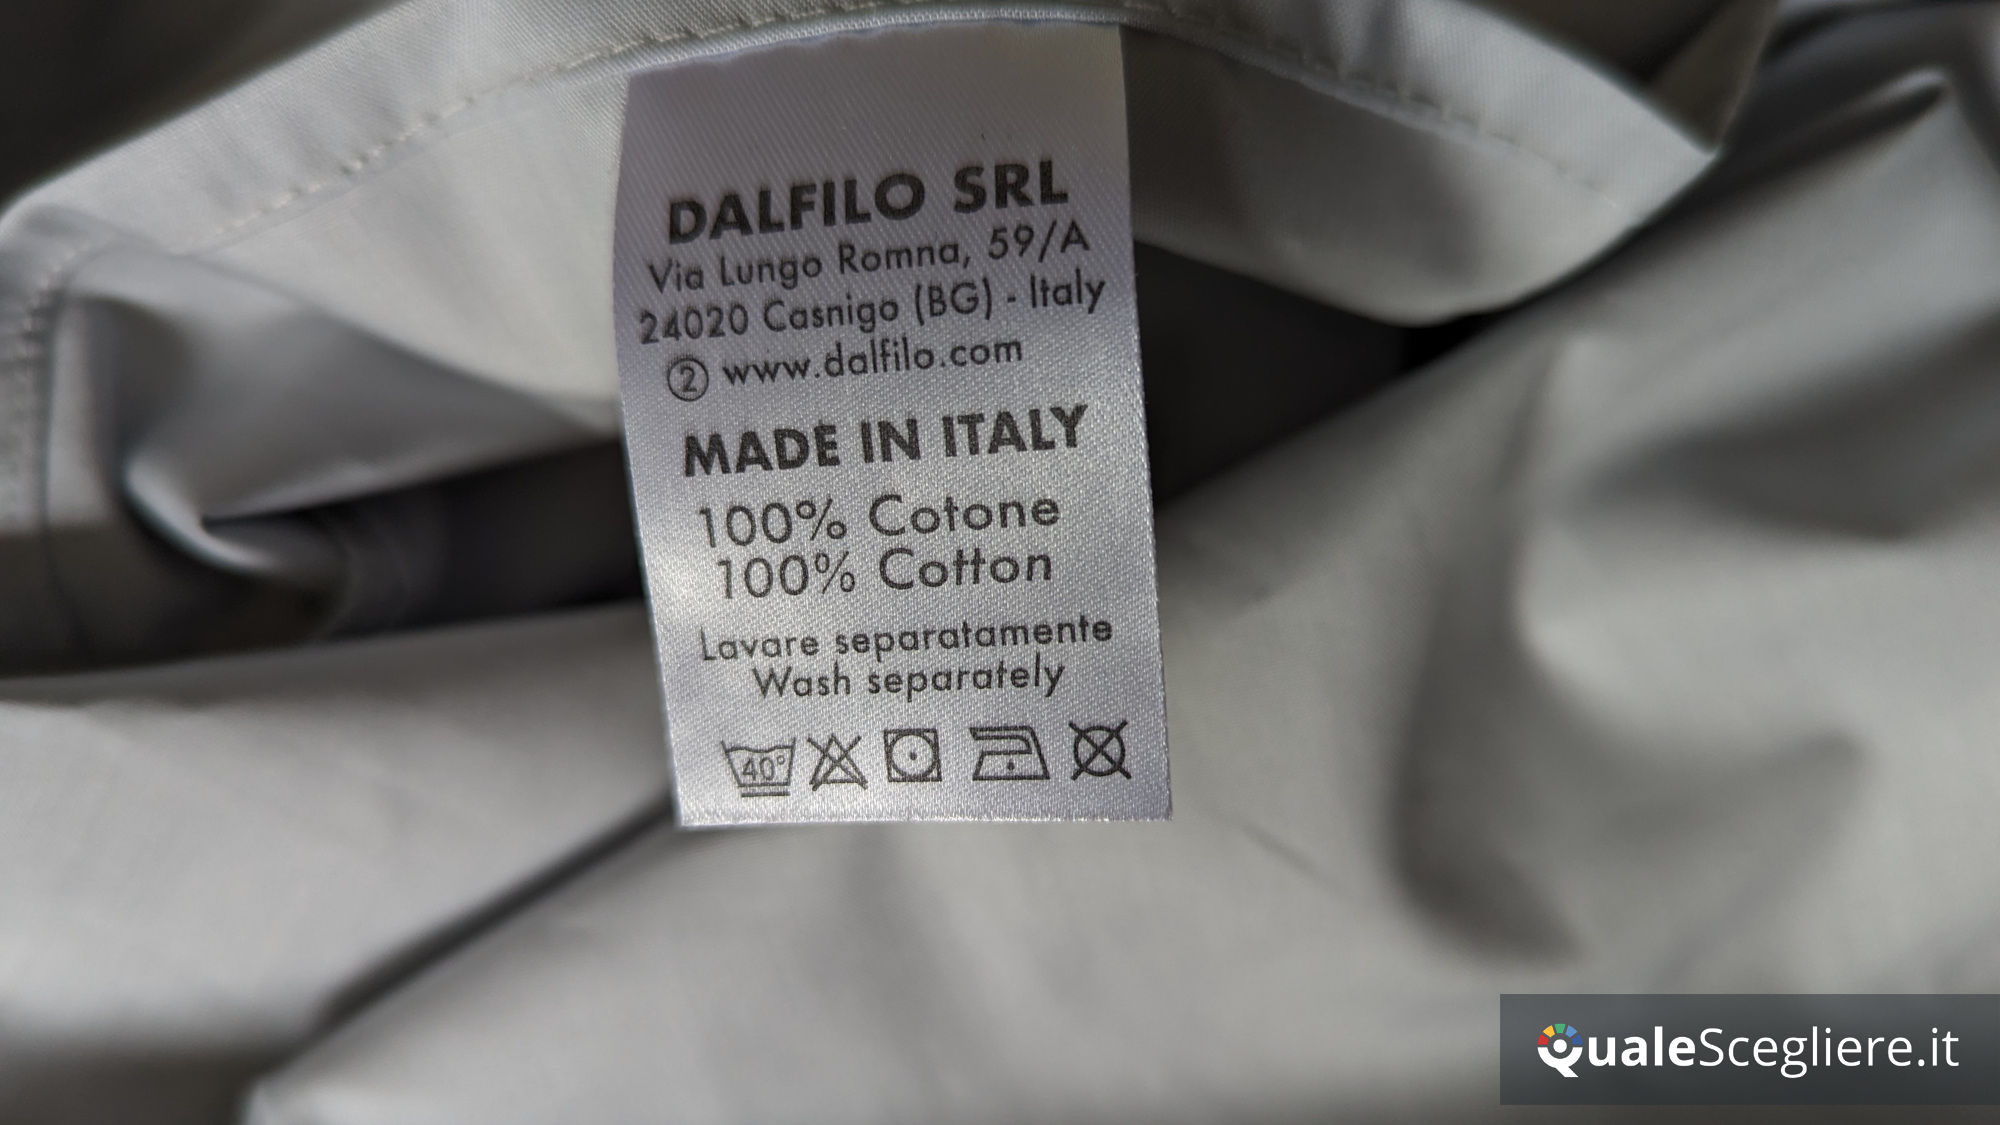 DALFILO SRL
Via Lungo Romna, 59/A
24020 Casnigo (BG) - Italy
② www.dalfilo.com
MADE IN ITALY
100% Cotone
100% Cotton
Lavare separatamente
Wash separately
40°
QualeScegliere.it